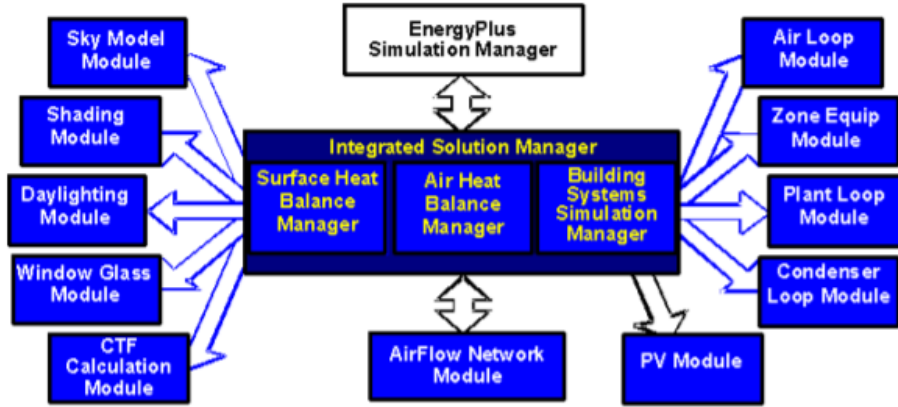 EnergyPlus
Simulation Manager
Sky Model
Module
Shading
Module
Daylighting
Module
Window Glass
Module
CTF
Calculation
Module
Integrated Solution Manager
Surface Heat
Balance
Manager
Air Heat
Balance
Manager
Building
Systems
Simulation
Manager
Air Loop
Module
Zone Equip
Module
Plant Loop
Module
Condenser
Loop Module
AirFlow Network
Module
PV Module